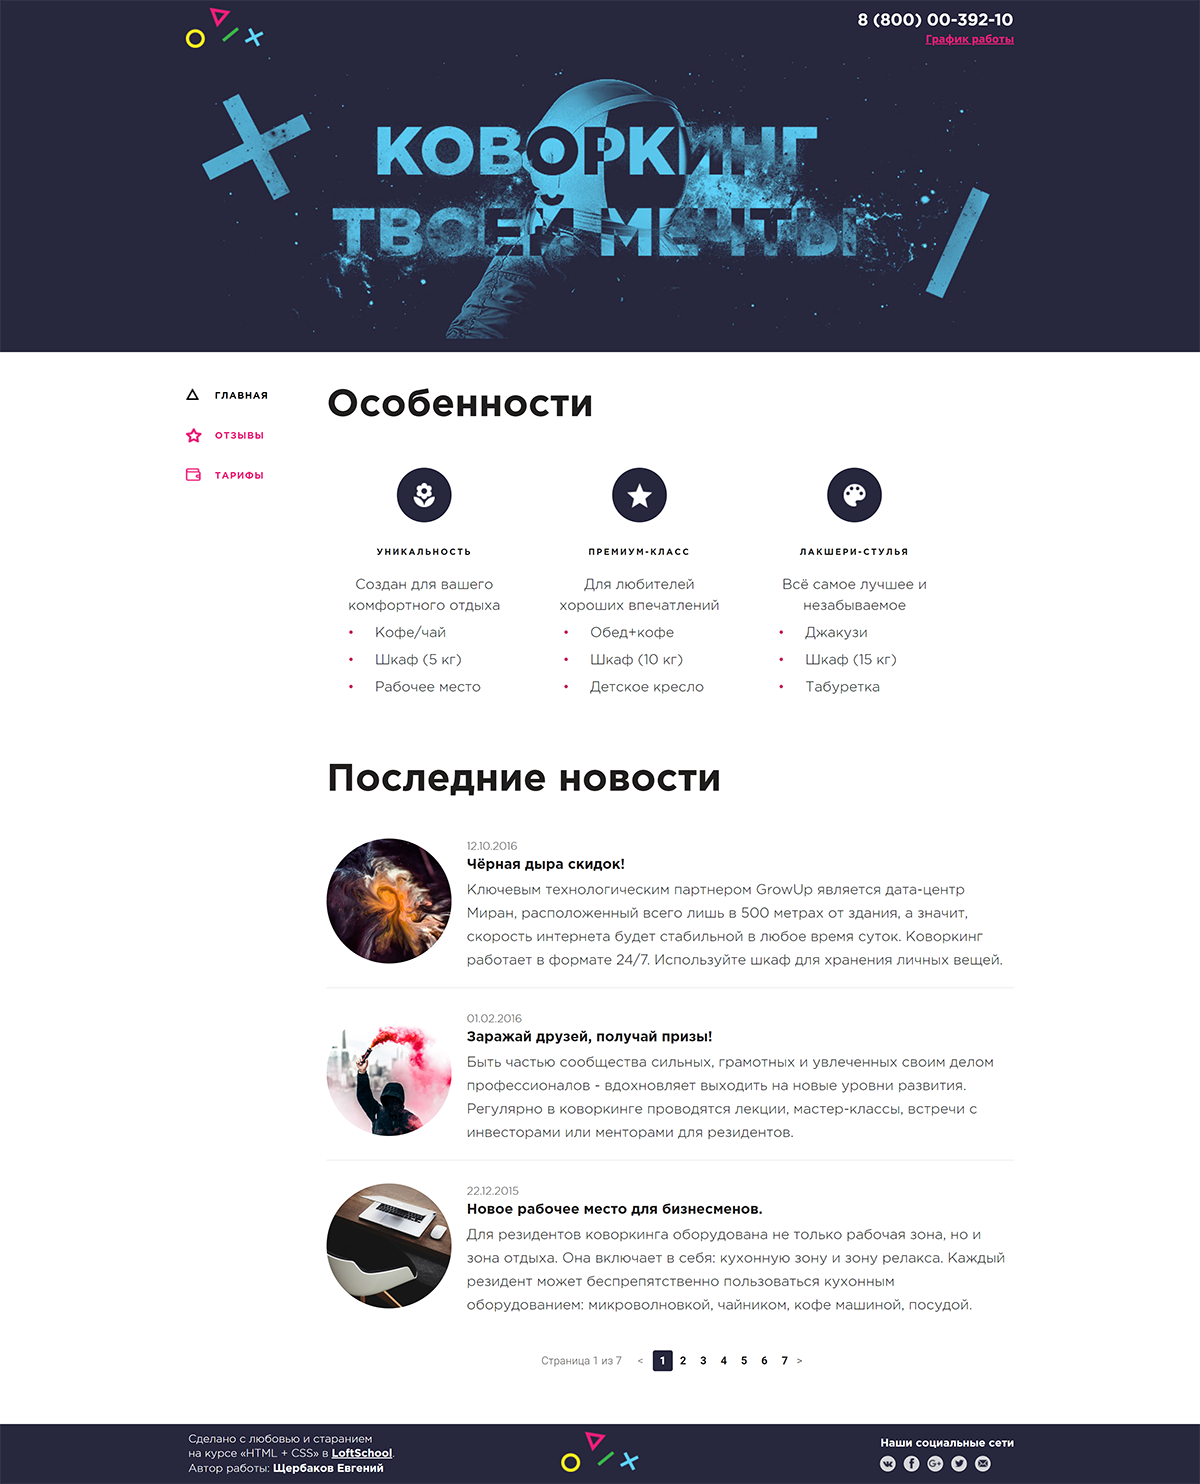 8 (800) 00-392-10
График работы
КОВОРКИНГ
ТВОЕЙ МЕЧТЫ
ГЛАВНАЯ
ОТЗЫВЫ
ТАРИФЫ
Особенности
УНИКАЛЬНОСТЬ
Создан для вашего
комфортного отдыха
• Кофе/чай
• Шкаф (5 кг)
• Рабочее место
ПРЕМИУМ-КЛАСС
Для любителей
хороших впечатлений
• Обед+кофе
• Шкаф (10 кг)
• Детское кресло
ЛАКШЕРИ-СТУЛЬЯ
Всё самое лучшее и
незабываемое
• Джакузи
• Шкаф (15 кг)
• Табуретка
Последние новости
12.10.2016
Чёрная дыра скидок!
Ключевым технологическим партнером GrowUp является дата-центр
Миран, расположенный всего лишь в 500 метрах от здания, а значит,
скорость интернета будет стабильной в любое время суток. Коворкинг
работает в формате 24/7. Используйте шкаф для хранения личных вещей.
01.02.2016
Заражай друзей, получай призы!
Быть частью сообщества сильных, грамотных и увлеченных своим делом
профессионалов - вдохновляет выходить на новые уровни развития.
Регулярно в коворкинге проводятся лекции, мастер-классы, встречи с
инвесторами или менторами для резидентов.
22.12.2015
Новое рабочее место для бизнесменов.
Для резидентов коворкинга оборудована не только рабочая зона, но и
зона отдыха. Она включает в себя: кухонную зону и зону релакса. Каждый
резидент может беспрепятственно пользоваться кухонным
оборудованием: микроволновкой, чайником, кофе машиной, посудой.
Страница 1 из 7 < 1 2 3 4 5 6 7 >
Сделано с любовью и старанием
на курсе «HTML + CSS» в LoftSchool.
Автор работы: Щербаков Евгений
Наши социальные сети